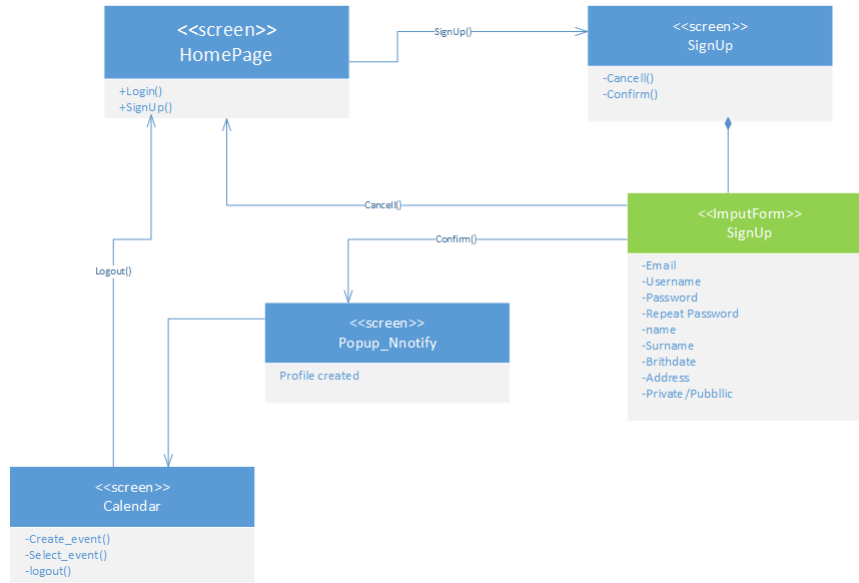 <<screen>>
HomePage
+Login()
+SignUp()
SignUp()
<<screen>>
SignUp
-Cancell()
-Confirm()
Cancell()
Confirm()
<<ImputForm>>
SignUp
-Email
-Username
-Password
-Repeat Password
-name
-Surname
-Brithdate
-Address
-Private/Pubbllic
Logout()
<<screen>>
Popup_Nnotify
Profile created
<<screen>>
Calendar
-Create_event()
-Select_event()
-logout()